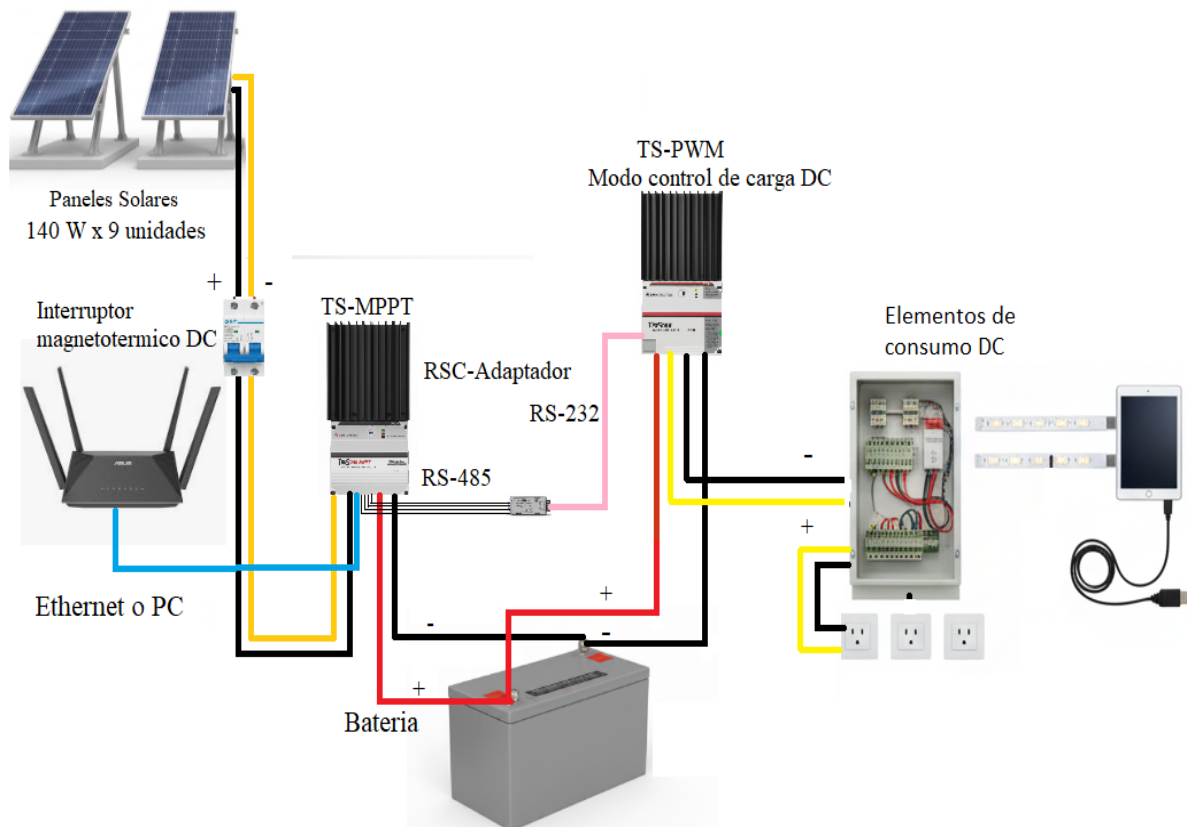 TS-PWM
Modo control de carga DC
Paneles Solares
140 W x 9 unidades
+ -
Interruptor
magnetotermico DC
TS-MPPT
RSC-Adaptador
RS-232
RS-485
Elementos de
consumo DC
-
+
ASUS
Ethernet o PC
+
-
-
+
Bateria